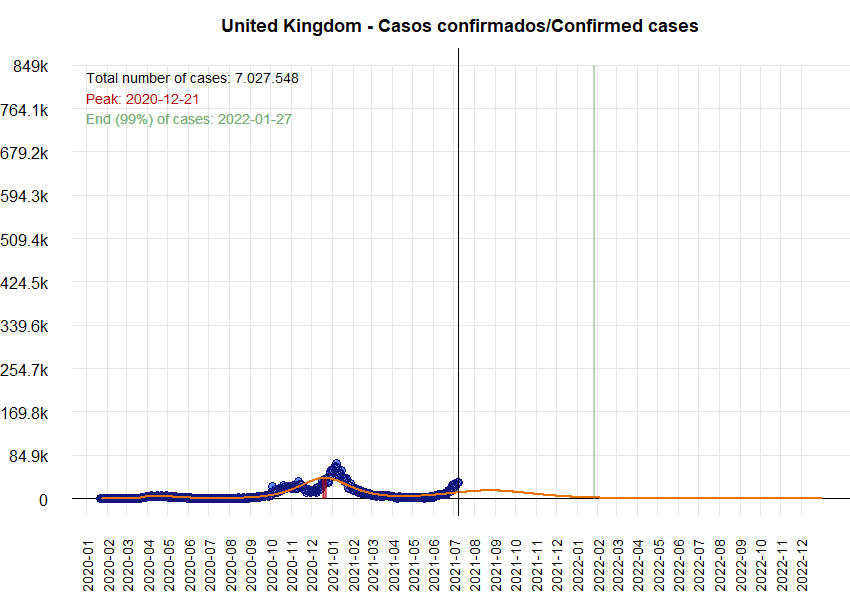 United Kingdom - Casos confirmados/Confirmed cases
849k
Total number of cases: 7.027.548
Peak: 2020-12-21
764.1k
End (99%) of cases: 2022-01-27
679.2k
594.3k
509.4k
424.5k
339.6k
254.7k
169.8k
84.9k
0
2020-01
2020-02
2020-03
2020-04
2020-05
2020-06
2020-07
2020-08
2020-09
2020-10
2020-11
2020-12
2021-01
2021-02
2021-03
2021-04
2021-05
2021-06
2021-07
2021-08
2021-09
2021-10
2021-11
2021-12
2022-01
2022-02
2022-03
2022-04
2022-05
2022-06
2022-07
2022-08
2022-09
2022-10
2022-11
2022-12